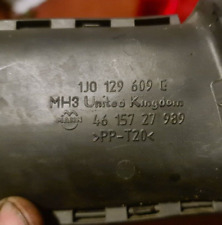 1J0 129 609 E
MH3 United Kingdom
46 157 27 989
>PP-T20<